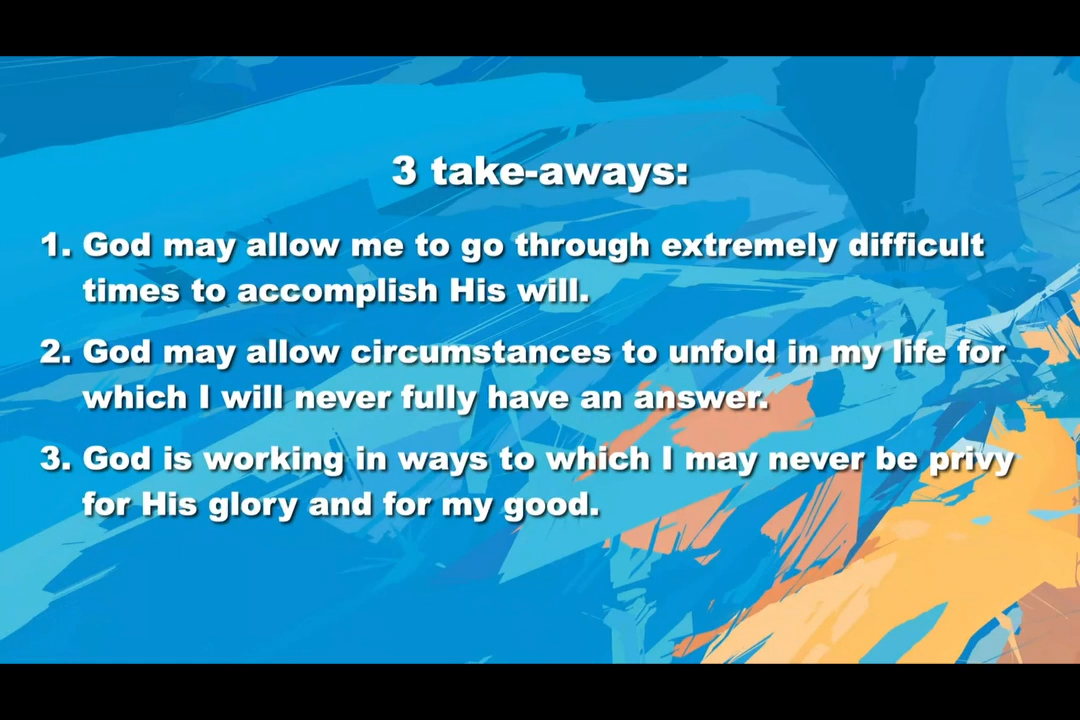 3 take-aways:
1. God may allow me to go through extremely difficult
times to accomplish His will.
2. God may allow circumstances to unfold in my life for
which I will never fully have an answer.
3. God is working in ways to which I may never be privy
for His glory and for my good.